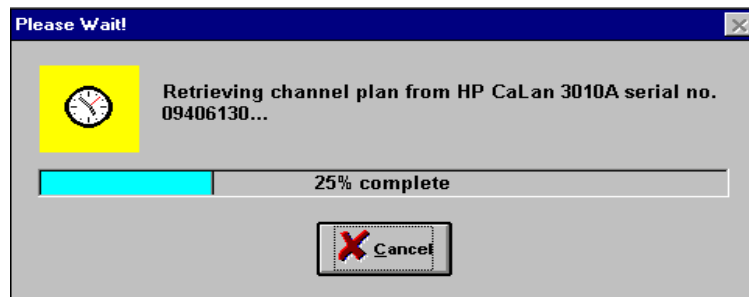 Please Wait!
Retrieving channel plan from HP CaLan 3010A serial no.
09406130...
25% complete
Cancel